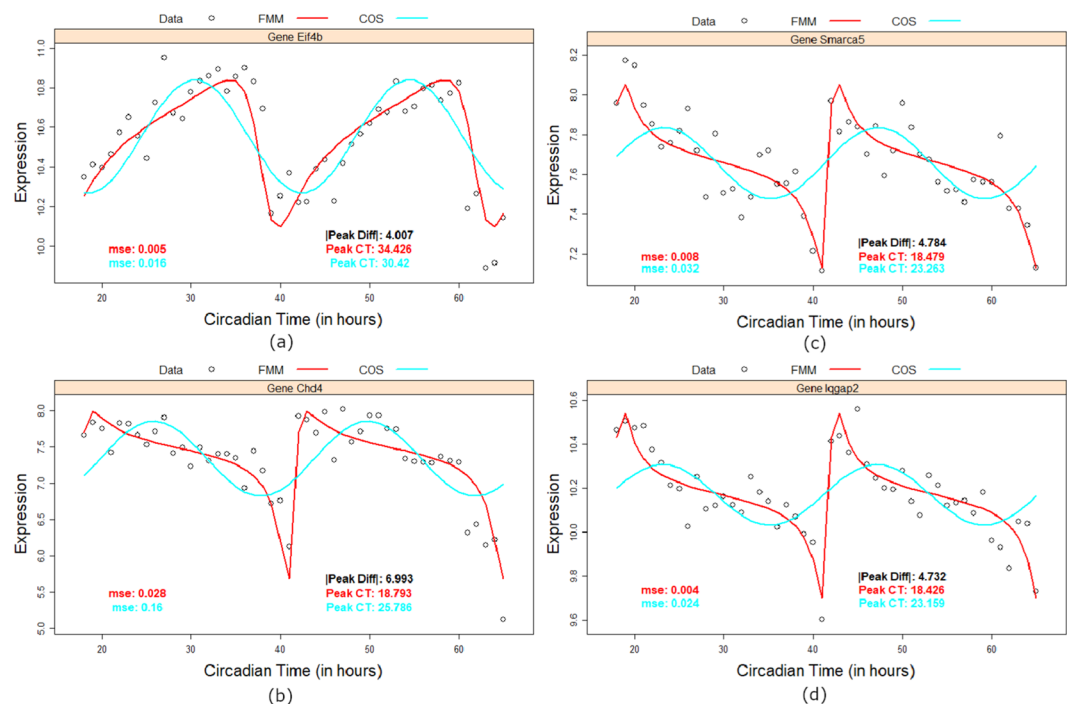 Data FMM COS
Gene Eif4b
11.0
10.8
10.6
10.4
10.2
10.0
Expression
|Peak Diff|: 4.007
mse: 0.005 Peak CT: 34.426
mse: 0.016 Peak CT: 30.42
20 30 40 50 60
Circadian Time (in hours)
(a)
Data FMM COS
Gene Smarca5
8.2
8.0
7.8
7.6
7.4
7.2
Expression
|Peak Diff|: 4.784
mse: 0.008 Peak CT: 18.479
mse: 0.032 Peak CT: 23.263
20 30 40 50 60
Circadian Time (in hours)
(c)
Data FMM COS
Gene Chd4
8.0
7.5
7.0
6.5
6.0
5.5
5.0
Expression
|Peak Diff|: 6.993
mse: 0.028 Peak CT: 18.793
mse: 0.16 Peak CT: 25.786
20 30 40 50 60
Circadian Time (in hours)
(b)
Data FMM COS
Gene Iqgap2
10.6
10.4
10.2
10.0
9.8
9.6
Expression
|Peak Diff|: 4.732
mse: 0.004 Peak CT: 18.426
mse: 0.024 Peak CT: 23.159
20 30 40 50 60
Circadian Time (in hours)
(d)